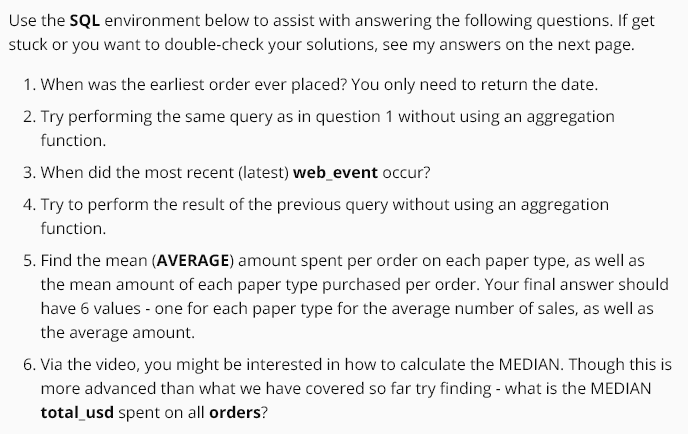 Use the SQL environment below to assist with answering the following questions. If get
stuck or you want to double-check your solutions, see my answers on the next page.
1. When was the earliest order ever placed? You only need to return the date.
2. Try performing the same query as in question 1 without using an aggregation
function.
3. When did the most recent (latest) web_event occur?
4. Try to perform the result of the previous query without using an aggregation
function.
5. Find the mean (AVERAGE) amount spent per order on each paper type, as well as
the mean amount of each paper type purchased per order. Your final answer should
have 6 values - one for each paper type for the average number of sales, as well as
the average amount.
6. Via the video, you might be interested in how to calculate the MEDIAN. Though this is
more advanced than what we have covered so far try finding - what is the MEDIAN
total_usd spent on all orders?